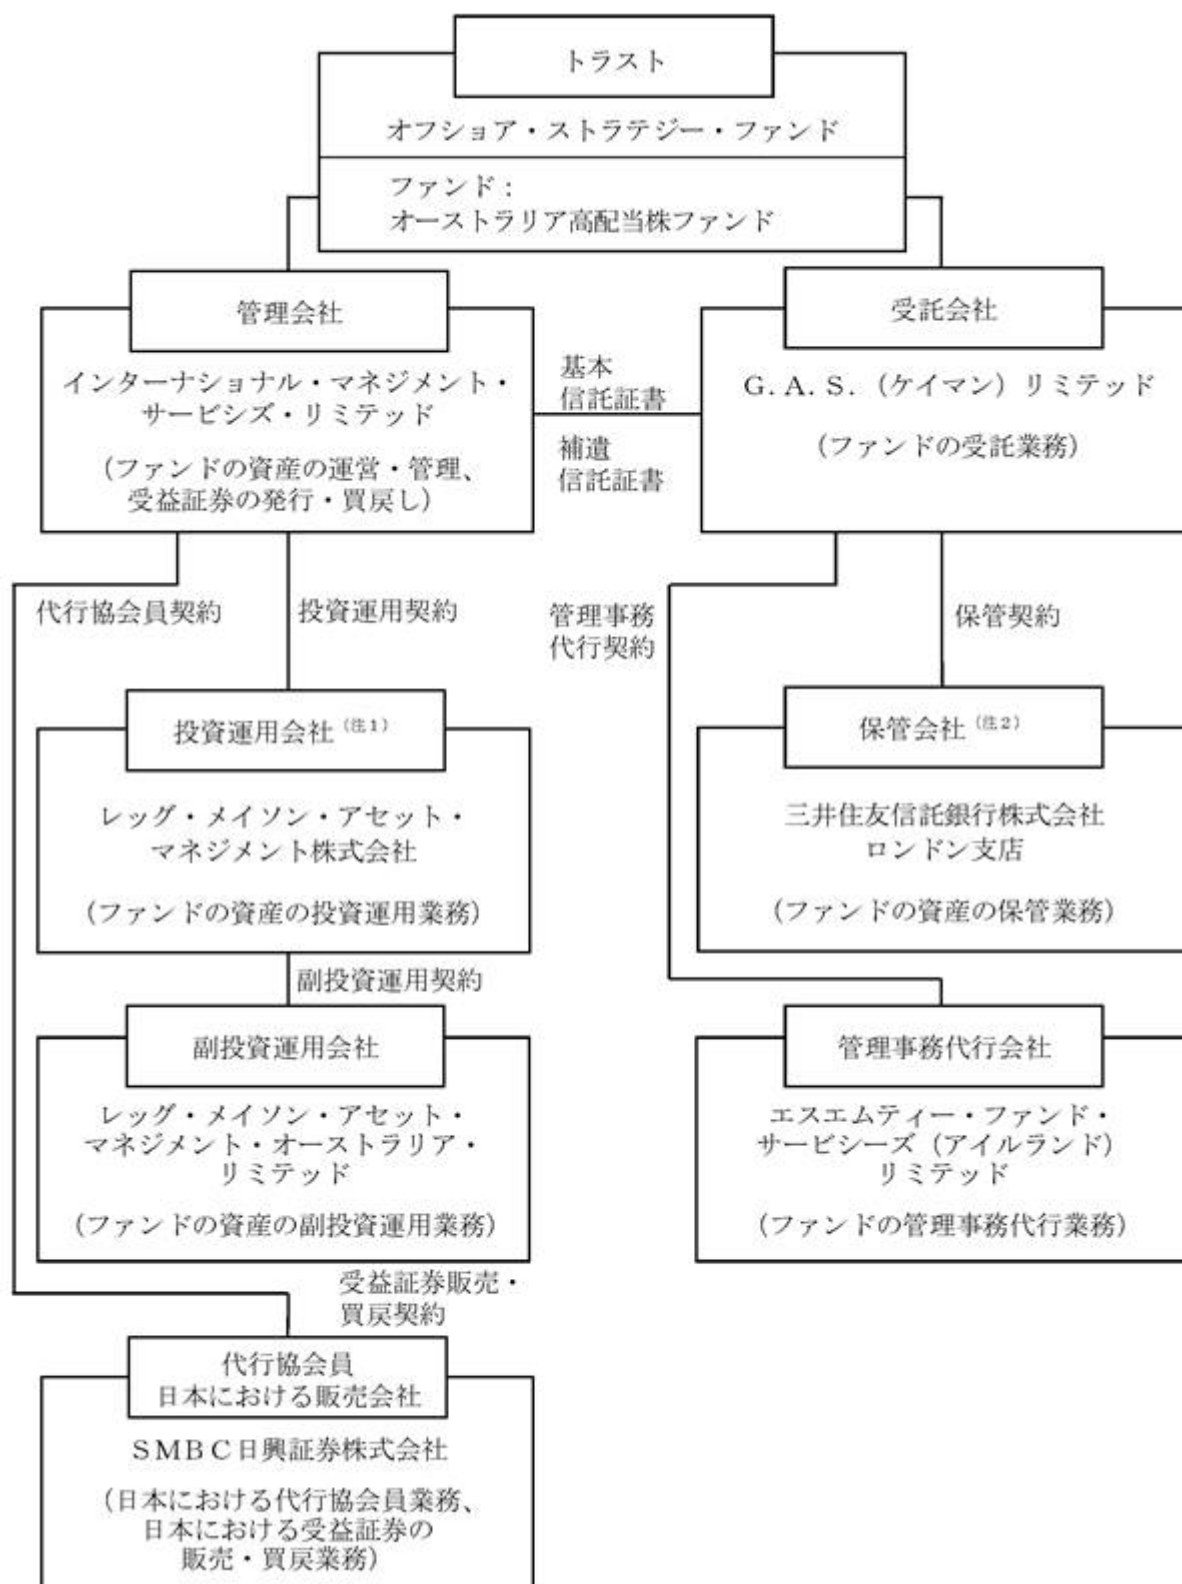 トラスト
オフショア・ストラテジー・ファンド
ファンド：
オーストラリア高配当株ファンド
管理会社
インターナショナル・マネジメント・
サービシズ・リミテッド
（ファンドの資産の運営・管理、
受益証券の発行・買戻し）
基本
信託証書
補遺
信託証書
受託会社
Ｇ．Ａ．Ｓ．（ケイマン）リミテッド
（ファンドの受託業務）
代行協会員契約
投資運用契約
管理事務
代行契約
保管契約
投資運用会社（注１）
レッグ・メイソン・アセット・
マネジメント株式会社
（ファンドの資産の投資運用業務）
保管会社（注２）
三井住友信託銀行株式会社
ロンドン支店
（ファンドの資産の保管業務）
副投資運用契約
副投資運用会社
レッグ・メイソン・アセット・
マネジメント・オーストラリア・
リミテッド
（ファンドの資産の副投資運用業務）
管理事務代行会社
エスエムティー・ファンド・
サービシーズ（アイルランド）
リミテッド
（ファンドの管理事務代行業務）
受益証券販売・
買戻契約
代行協会員
日本における販売会社
ＳＭＢＣ日興証券株式会社
（日本における代行協会員業務、
日本における受益証券の
販売・買戻業務）